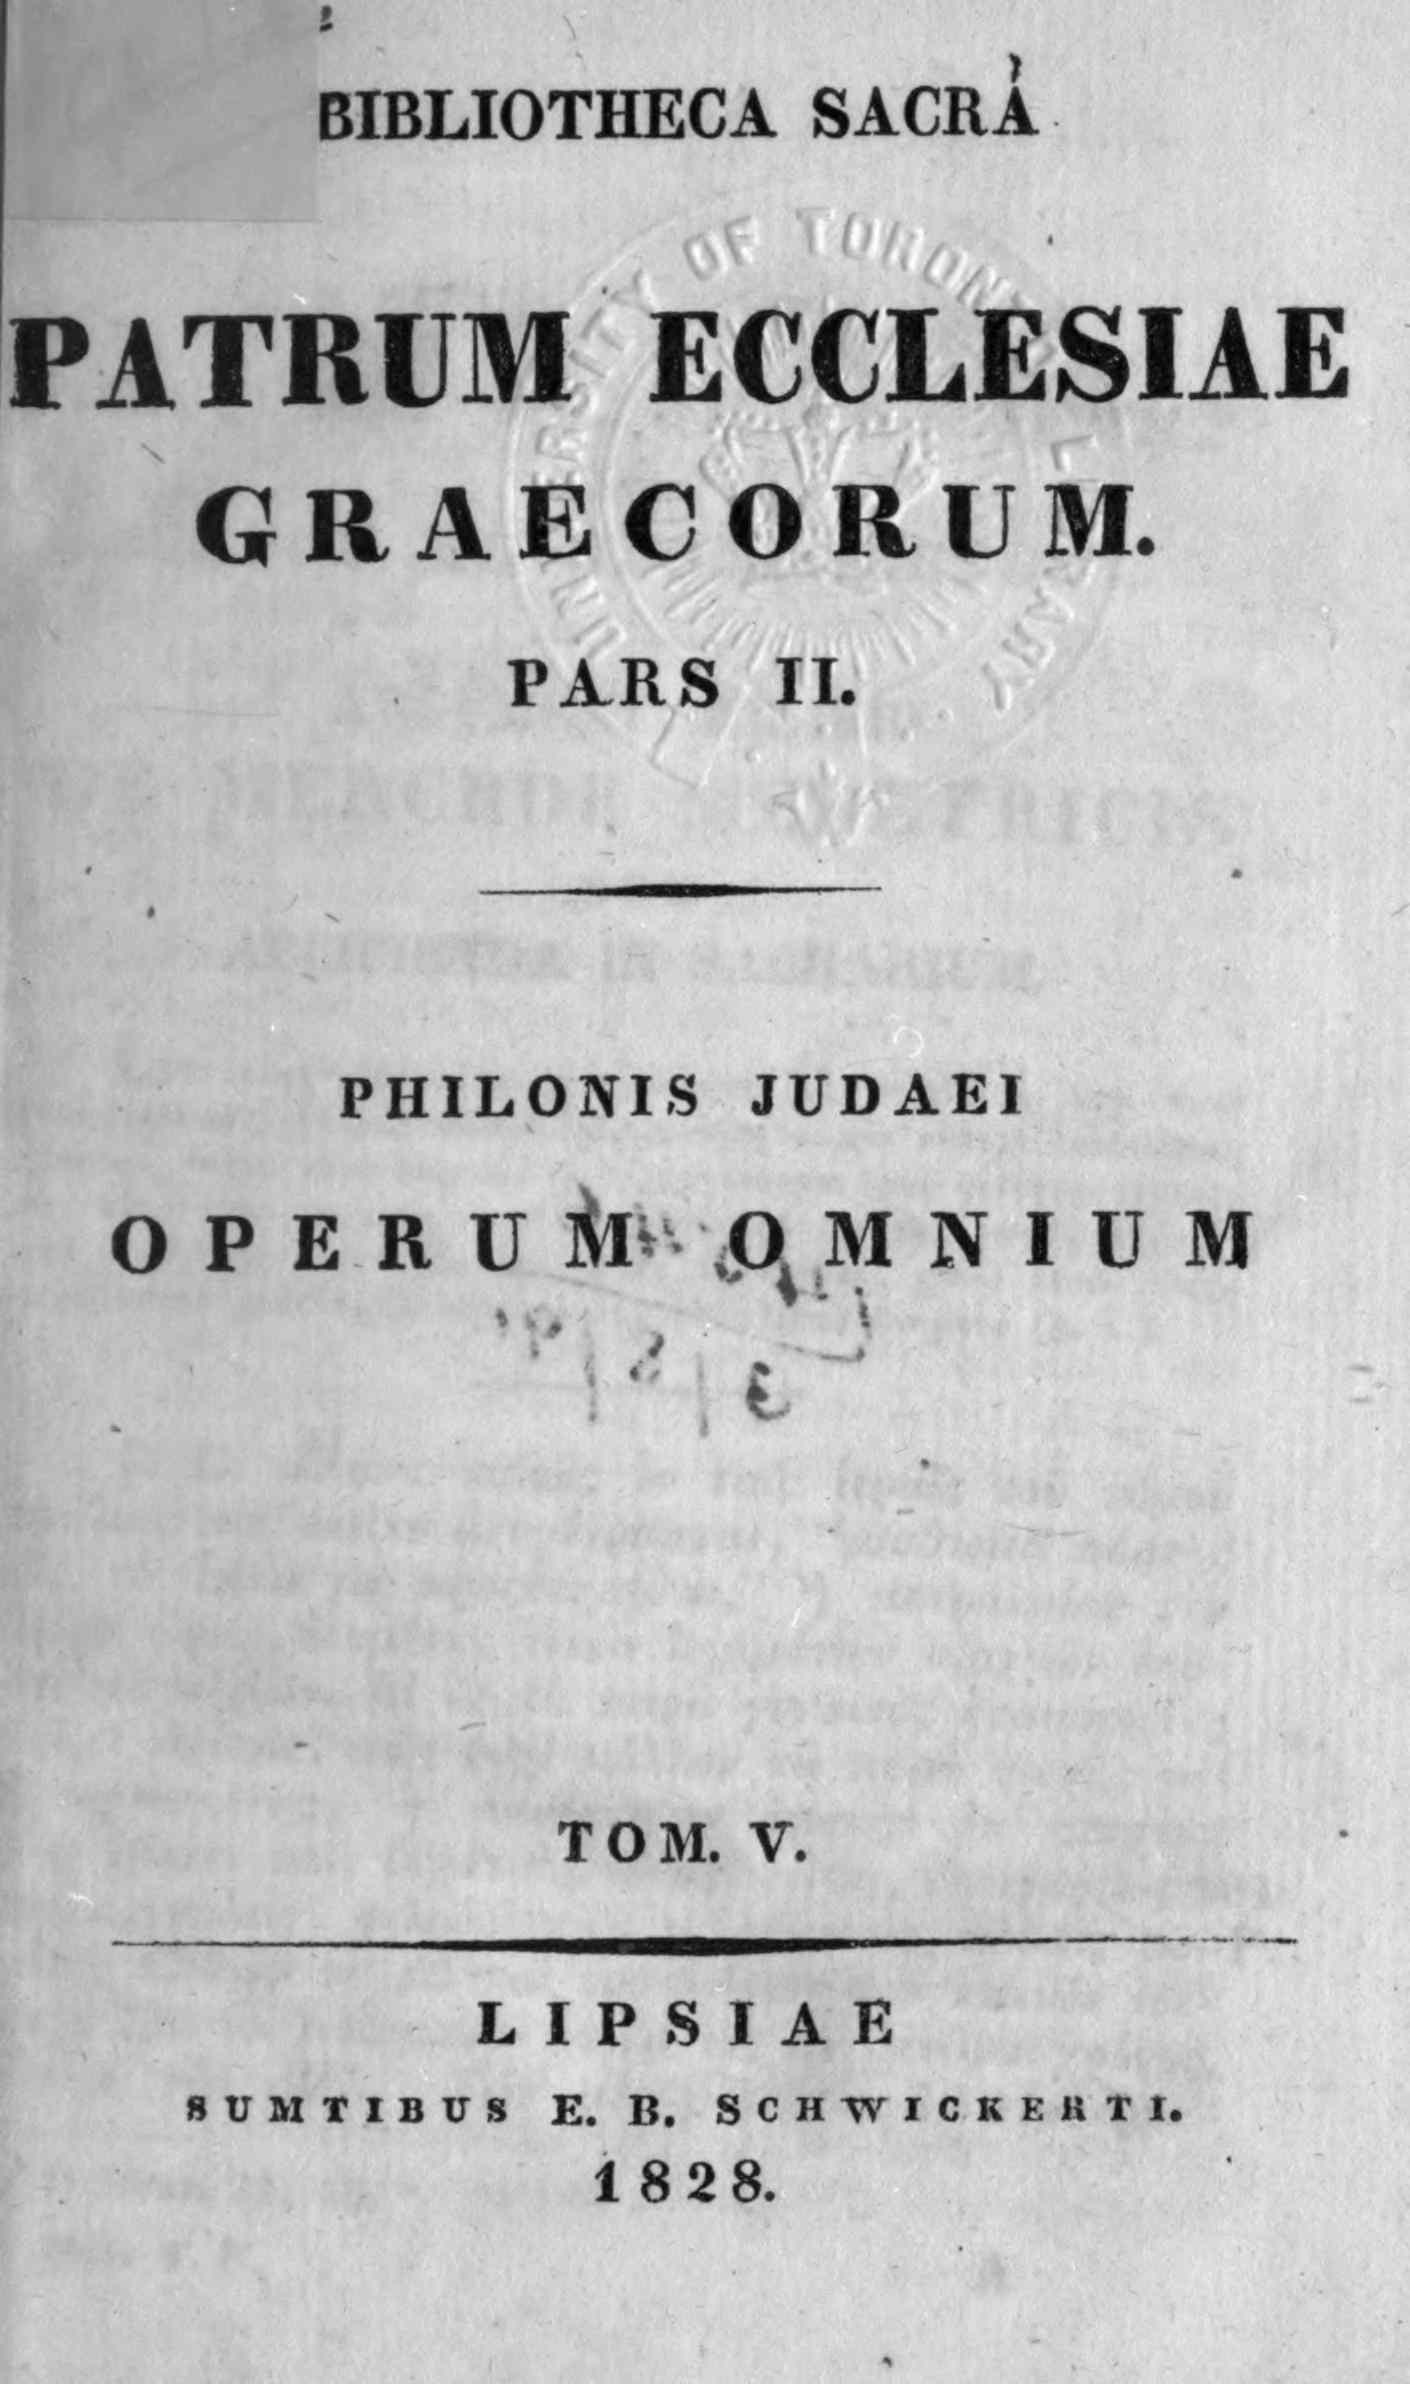 BIBLIOTHECA SACRA
PATRUM ECCLESIAE
GRAECORUM.
PARS II.
PHILONIS JUDAEI
OPERUM OMNIUM
TOM. V.
LIPSIAE
SUMTIBUS E. B. SCHWICKERTI.
1828.
UNIVERSITY OF TORONTO LIBRARY